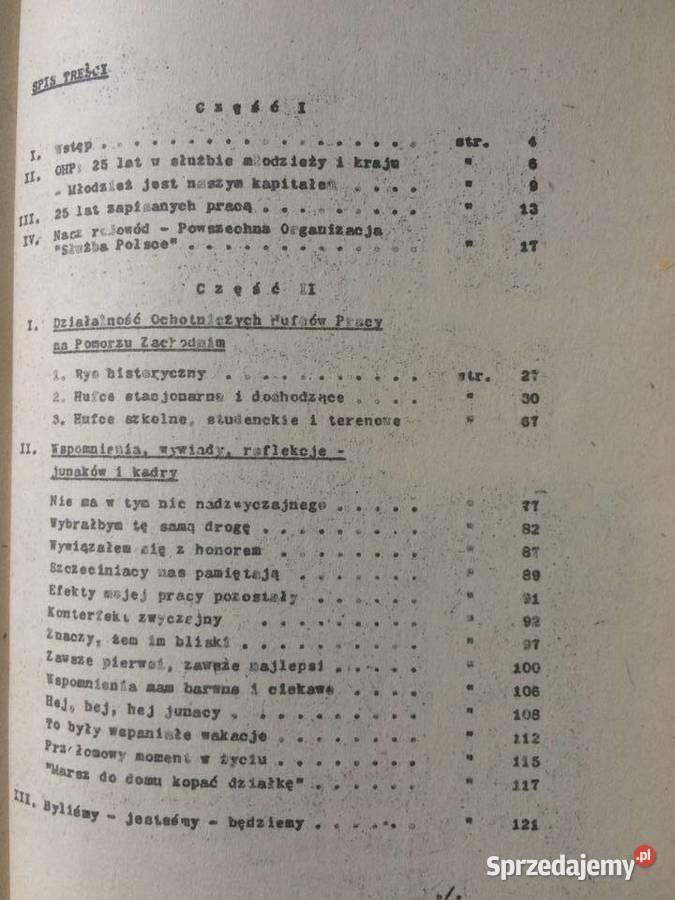 SPIS TREŚCI
Część I
I. Wstęp . . . . . . . . . . . . . . . . . str. 4
II. OHP: 25 lat w służbie młodzieży i kraju " 6
- Młodzież jest naszym kapitałem . . . . " 9
III. 25 lat zapisanych pracą . . . . . . . . " 13
IV. Nasz rodowód - Powszechna Organizacja
"Służba Polsce" . . . . . . . . . . . . " 17
Część II
I. Działalność Ochotniczych Hufców Pracy
na Pomorzu Zachodnim
1. Rys historyczny . . . . . . . . . . str. 27
2. Hufce stacjonarne i dochodzące . . . . " 30
3. Hufce szkolne, studenckie i terenowe " 67
II. Wspomnienia, wywiady, refleksje -
junaków i kadry
Nie ma w tym nic nadzwyczajnego . . . . . " 77
Wybrałbym tę samą drogę . . . . . . . . " 82
Wywiązałem się z honorem . . . . . . . " 87
Szczeciniacy nas pamiętają . . . . . . " 89
Efekty mojej pracy pozostały . . . . . " 91
Konterfekt zwyczajny . . . . . . . . " 92
Znaczy, żem im bliski . . . . . . . . . " 97
Zawsze pierwsi, zawsze najlepsi . . . . " 100
Wspomnienia mam barwne i ciekawe . . . . " 106
Hej, hej, hej junacy . . . . . . . . . " 108
To były wspaniałe wakacje . . . . . . . " 112
Przełomowy moment w życiu . . . . . . . " 115
"Marsz do domu kopać działkę" . . . . . " 117
III. Byliśmy - jesteśmy - będziemy . . . . . " 121
Sprzedajemy.pl